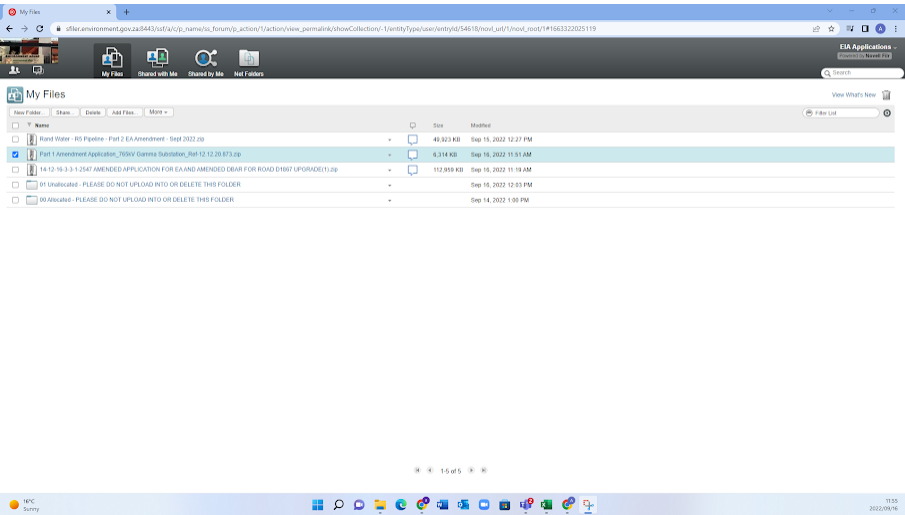 My Files
sfiler.environment.gov.za:8443/ssf/a/c/p_name/ss_forum/p_action/1/action/view_permalink/showCollection/-1/entityType/user/entryId/54618/novl_url/1/novl_root/1#1663322025119
EIA Applications
Powered by Novell Filr
My Files Shared with Me Shared by Me Net Folders
Search
My Files
View What's New
New Folder... Share... Delete Add Files... More
Filter List
Name Size Modified
Rand Water - R5 Pipeline - Part 2 EA Amendment - Sept 2022.zip 49,923 KB Sep 15, 2022 12:27 PM
Part 1 Amendment Application_765kV Gamma Substation_Ref-12.12.20.873.zip 6,314 KB Sep 16, 2022 11:51 AM
14-12-16-3-3-1-2547 AMENDED APPLICATION FOR EA AND AMENDED DBAR FOR ROAD D1867 UPGRADE(1).zip 112,959 KB Sep 16, 2022 11:19 AM
01 Unallocated - PLEASE DO NOT UPLOAD INTO OR DELETE THIS FOLDER Sep 16, 2022 12:03 PM
00 Allocated - PLEASE DO NOT UPLOAD INTO OR DELETE THIS FOLDER Sep 14, 2022 1:00 PM
1-5 of 5
16°C
Sunny
11:55
2022/09/16